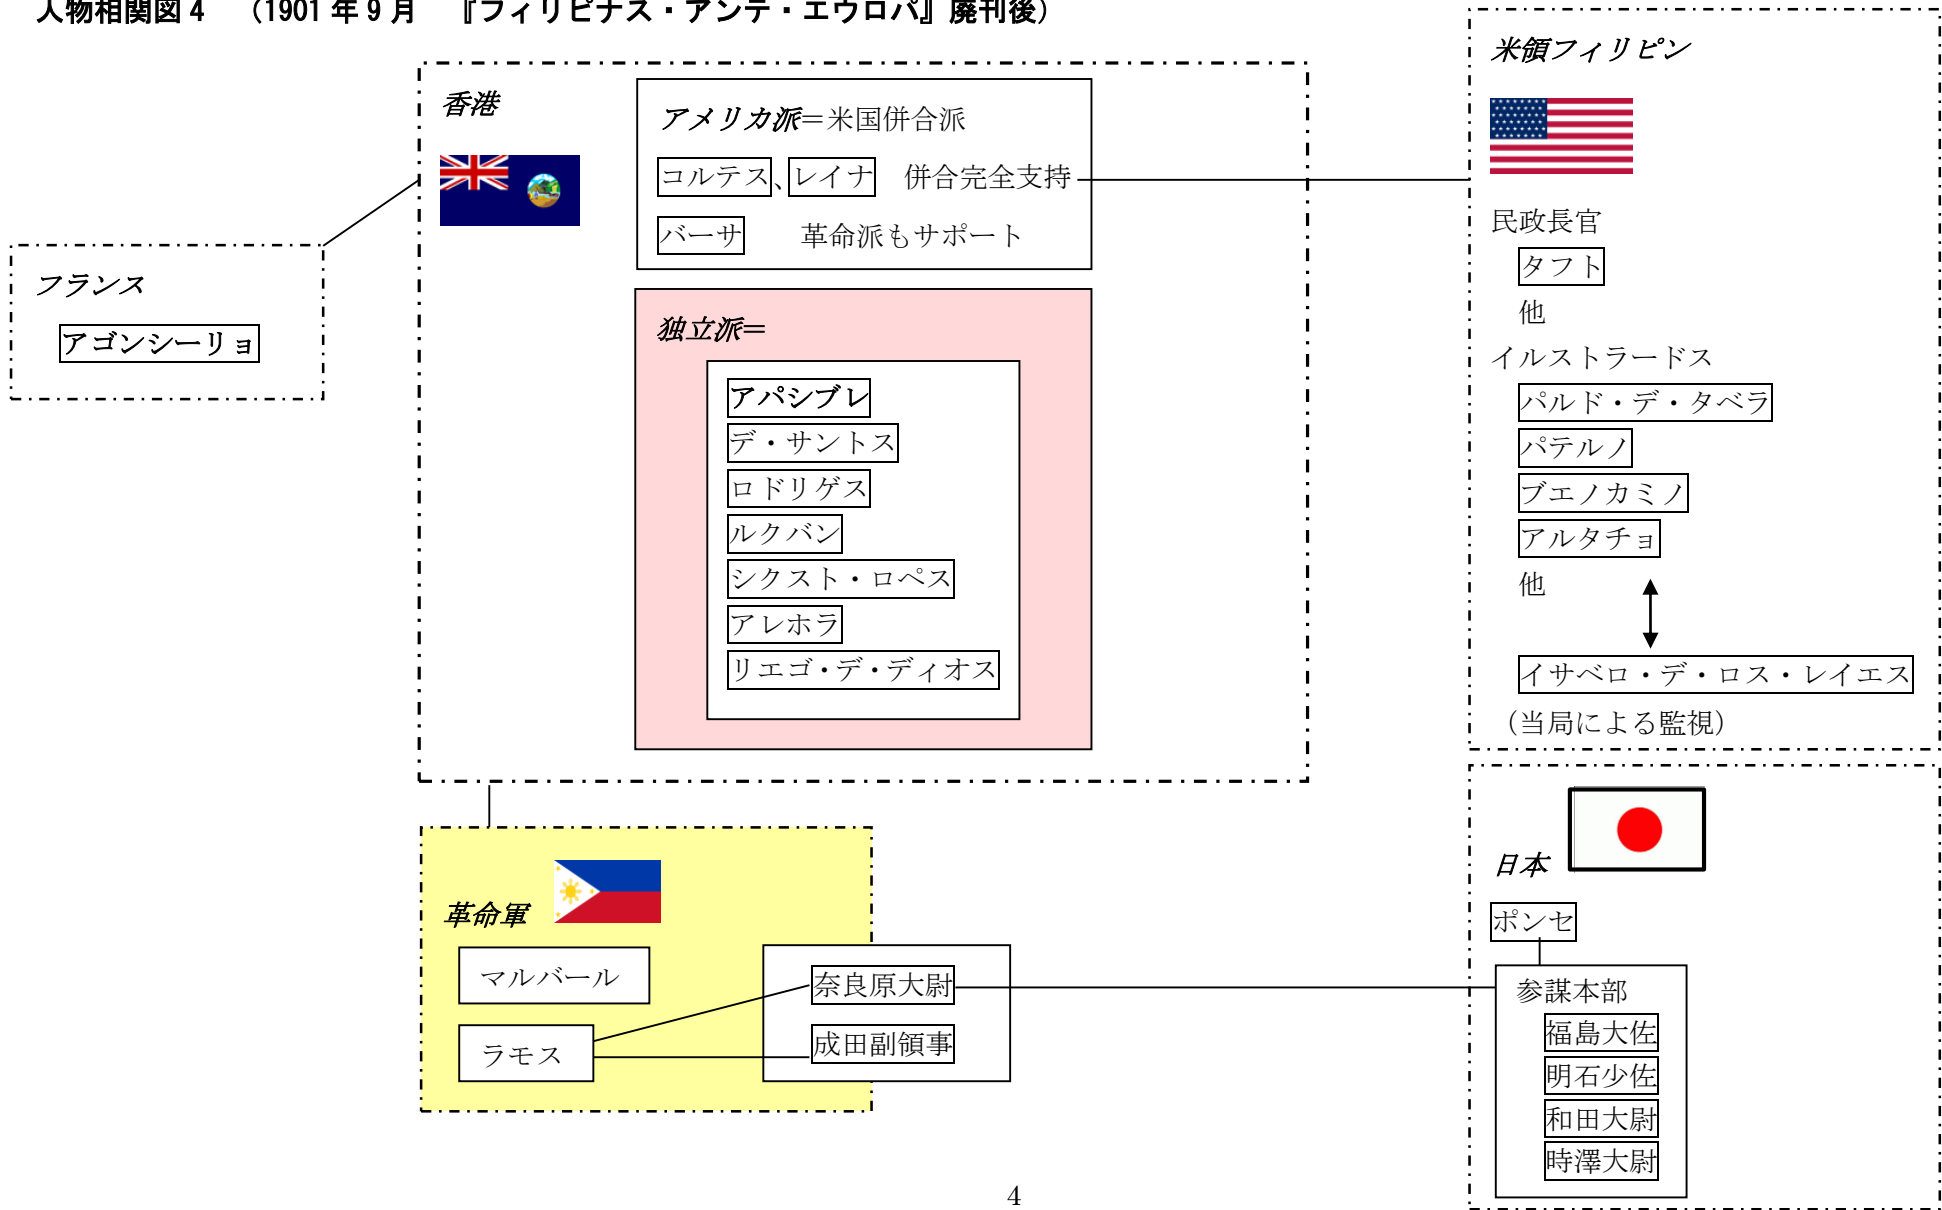 人物相関図4　（1901年9月　『フィリピナス・アンテ・エウロパ』廃刊後）
フランス
アゴンシーリョ
香港
アメリカ派＝米国併合派
コルテス、レイナ　併合完全支持
バーサ　革命派もサポート
独立派＝
アパシブレ
デ・サントス
ロドリゲス
ルクバン
シクスト・ロペス
アレホラ
リエゴ・デ・ディオス
米領フィリピン
民政長官
タフト
他
イルストラードス
パルド・デ・タベラ
パテルノ
ブエノカミノ
アルタチョ
他
イサベロ・デ・ロス・レイエス
（当局による監視）
革命軍
マルバール
ラモス
奈良原大尉
成田副領事
日本
ポンセ
参謀本部
福島大佐
明石少佐
和田大尉
時澤大尉
4